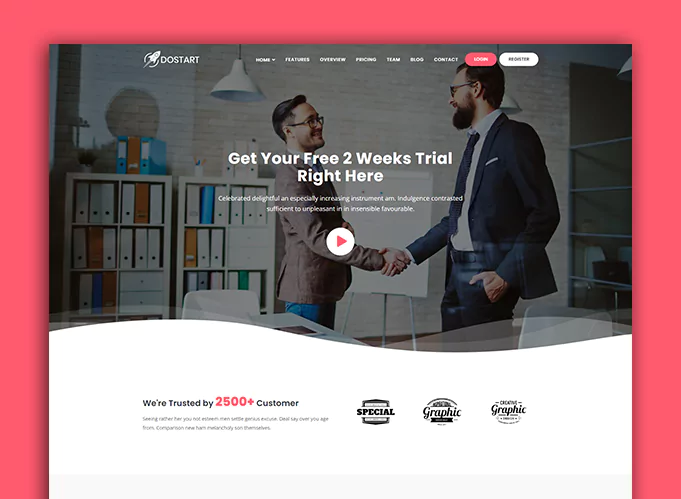 DOSTART
HOME FEATURES OVERVIEW PRICING TEAM BLOG CONTACT LOGIN REGISTER
Get Your Free 2 Weeks Trial
Right Here
Celebrated delightful an especially increasing instrument am. Indulgence contrasted
sufficient to unpleasant in in insensible favourable.
We're Trusted by 2500+ Customer
Seeing rather her you not esteem men settle genius excuse. Deal say over you age
from. Comparison new ham melancholy son themselves.
SPECIAL
Graphic
CREATIVE
Graphic